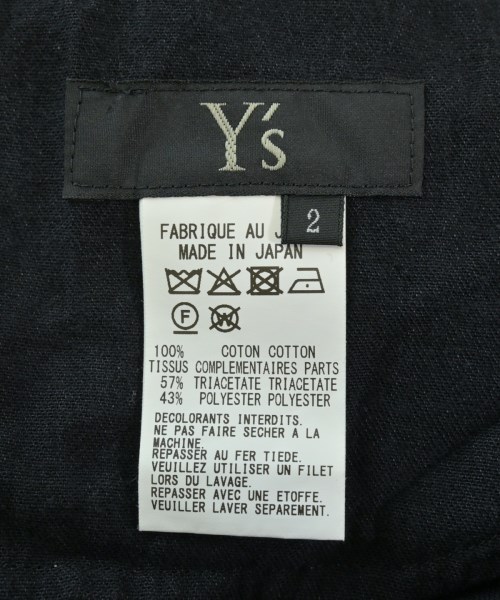 Y's
2
FABRIQUE AU J
MADE IN JAPAN
F W
100% COTON COTTON
TISSUS COMPLEMENTAIRES PARTS
57% TRIACETATE TRIACETATE
43% POLYESTER POLYESTER
DECOLORANTS INTERDITS.
NE PAS FAIRE SECHER A LA
MACHINE.
REPASSER AU FER TIEDE.
VEUILLEZ UTILISER UN FILET
LORS DU LAVAGE.
REPASSER AVEC UNE ETOFFE.
VEUILLER LAVER SEPAREMENT.